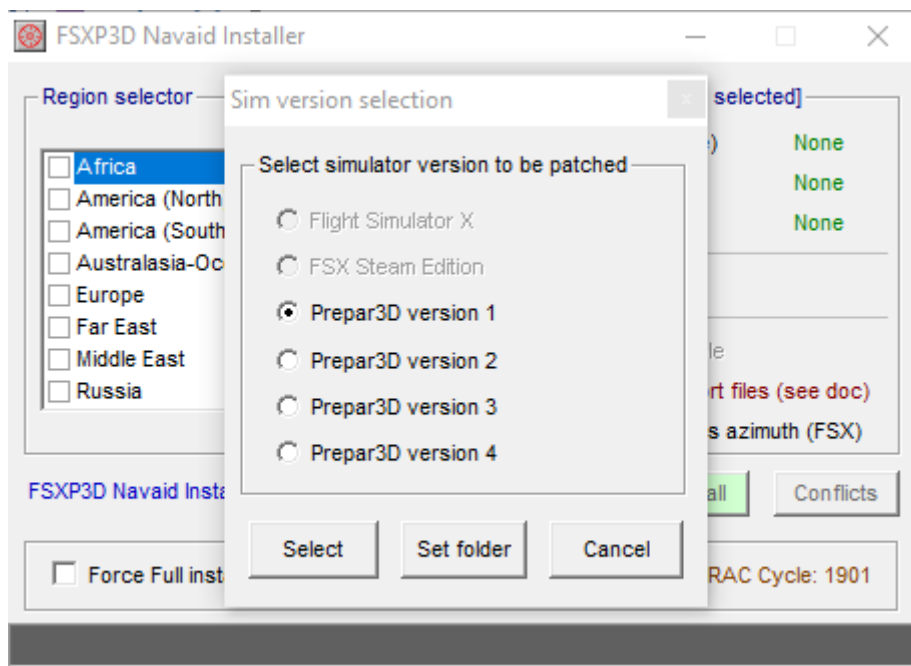 FSXP3D Navaid Installer
Region selector
selected]
Sim version selection
x
Select simulator version to be patched
Africa
America (North
America (South
Australasia-Oc
Europe
Far East
Middle East
Russia
Flight Simulator X
FSX Steam Edition
Prepar3D version 1
Prepar3D version 2
Prepar3D version 3
Prepar3D version 4
Select
Set folder
Cancel
) None
None
None
le
rt files (see doc)
s azimuth (FSX)
FSXP3D Navaid Insta
all
Conflicts
Force Full inst
RAC Cycle: 1901